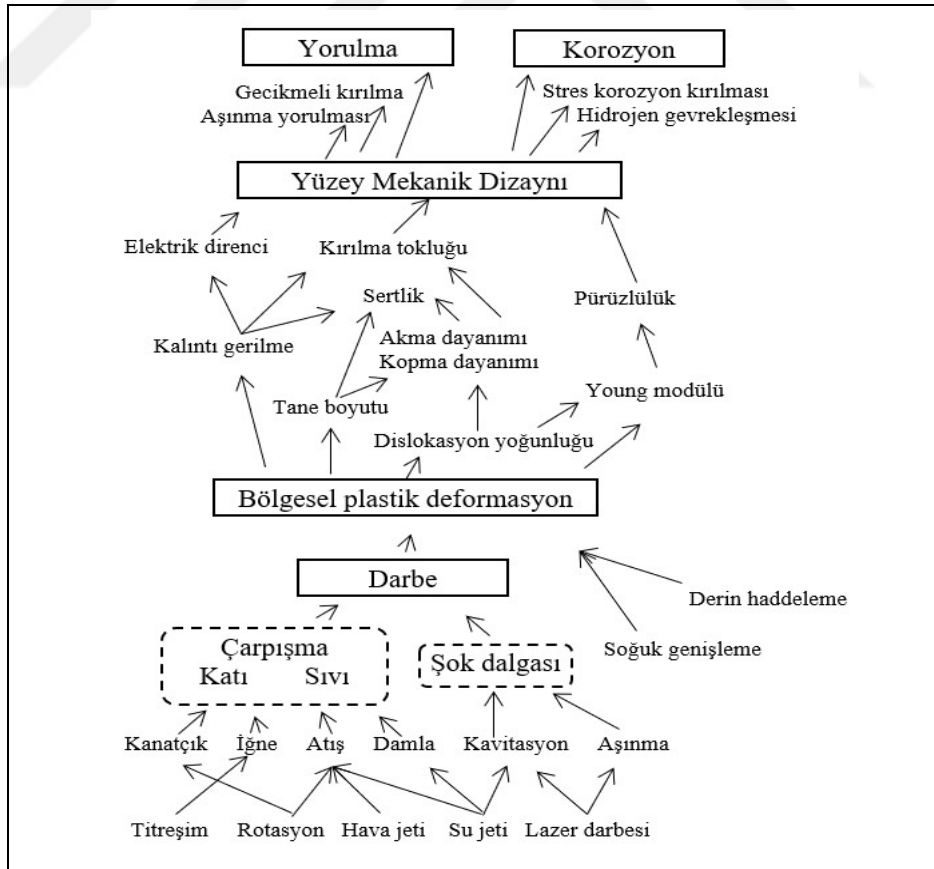 Yorulma
Korozyon
Gecikmeli kırılma
Aşınma yorulması
Stres korozyon kırılması
Hidrojen gevrekleşmesi
Yüzey Mekanik Dizaynı
Elektrik direnci
Kırılma tokluğu
Sertlik
Pürüzlülük
Kalıntı gerilme
Akma dayanımı
Kopma dayanımı
Tane boyutu
Young modülü
Dislokasyon yoğunluğu
Bölgesel plastik deformasyon
Darbe
Derin haddeleme
Soğuk genişleme
Çarpışma
Katı Sıvı
Şok dalgası
Kanatçık İğne Atış Damla Kavitasyon Aşınma
Titreşim Rotasyon Hava jeti Su jeti Lazer darbesi